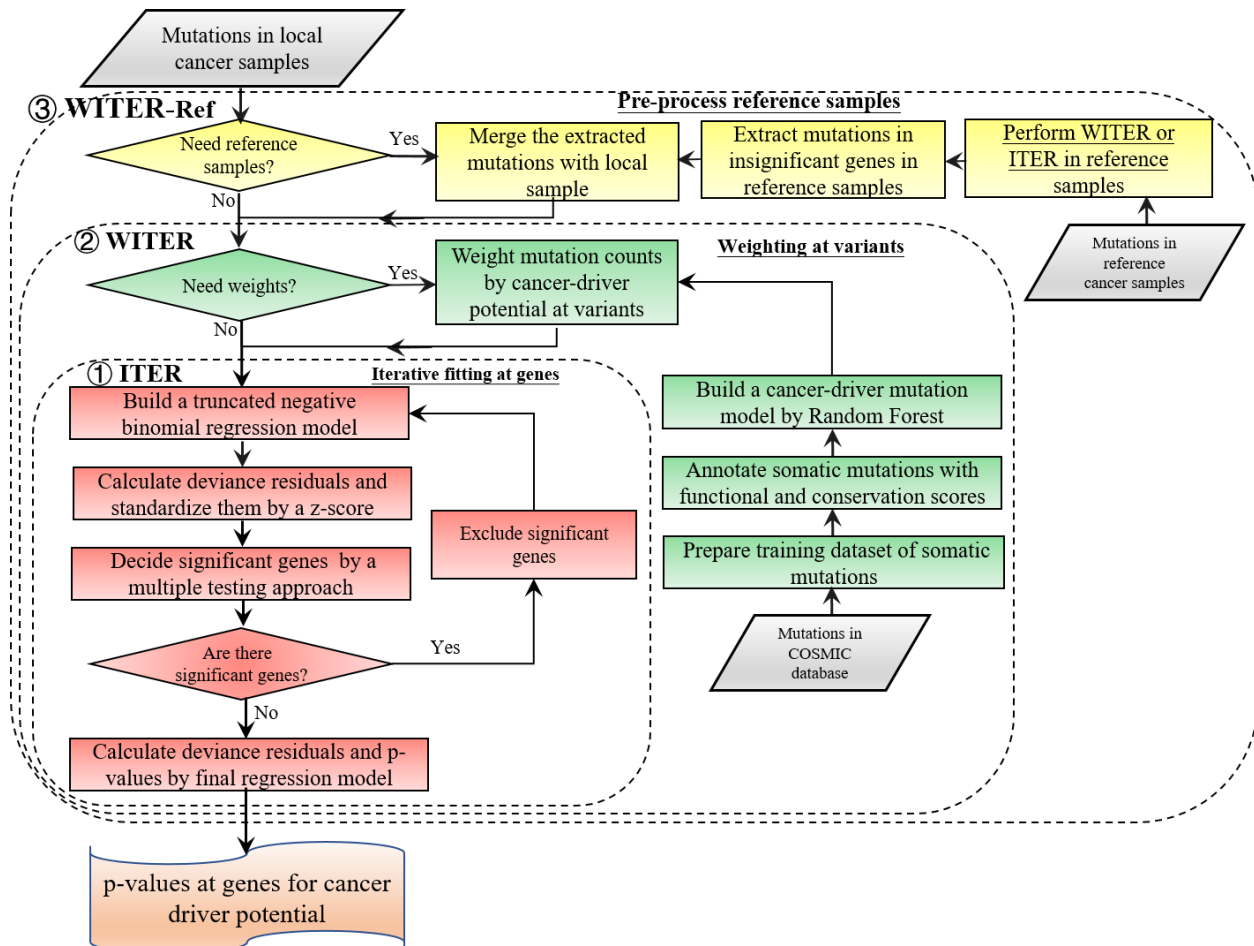 Mutations in local
cancer samples
③ WITER-Ref
Pre-process reference samples
Need reference
samples?
Yes
No
Merge the extracted
mutations with local
sample
Extract mutations in
insignificant genes in
reference samples
Perform WITER or
ITER in reference
samples
Mutations in
reference
cancer samples
② WITER
Weighting at variants
Need weights?
Yes
No
Weight mutation counts
by cancer-driver
potential at variants
Build a cancer-driver mutation
model by Random Forest
Annotate somatic mutations with
functional and conservation scores
Prepare training dataset of somatic
mutations
Mutations in
COSMIC
database
① ITER
Iterative fitting at genes
Build a truncated negative
binomial regression model
Calculate deviance residuals and
standardize them by a z-score
Decide significant genes by a
multiple testing approach
Exclude significant
genes
Are there
significant genes?
Yes
No
Calculate deviance residuals and p-
values by final regression model
p-values at genes for cancer
driver potential